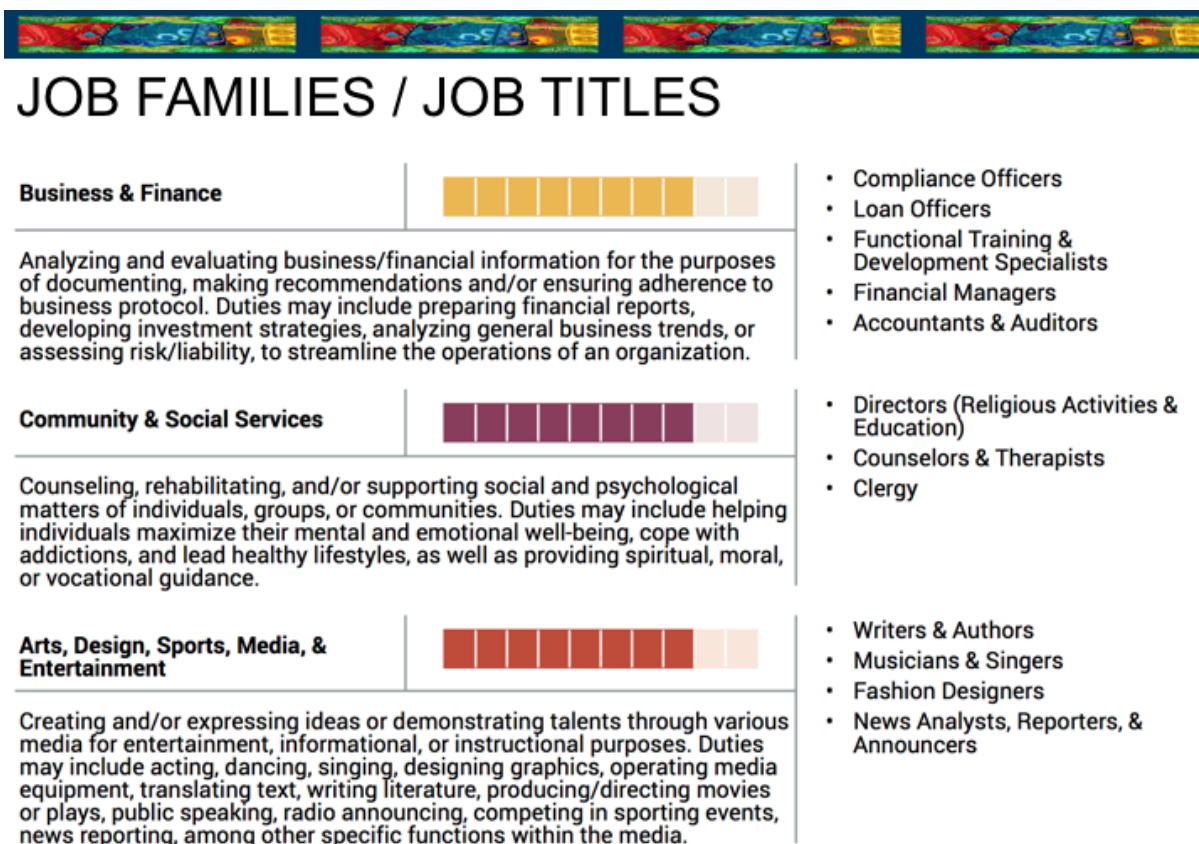 JOB FAMILIES / JOB TITLES
Business & Finance
Analyzing and evaluating business/financial information for the purposes
of documenting, making recommendations and/or ensuring adherence to
business protocol. Duties may include preparing financial reports,
developing investment strategies, analyzing general business trends, or
assessing risk/liability, to streamline the operations of an organization.
• Compliance Officers
• Loan Officers
• Functional Training &
Development Specialists
• Financial Managers
• Accountants & Auditors
Community & Social Services
Counseling, rehabilitating, and/or supporting social and psychological
matters of individuals, groups, or communities. Duties may include helping
individuals maximize their mental and emotional well-being, cope with
addictions, and lead healthy lifestyles, as well as providing spiritual, moral,
or vocational guidance.
• Directors (Religious Activities &
Education)
• Counselors & Therapists
• Clergy
Arts, Design, Sports, Media, &
Entertainment
Creating and/or expressing ideas or demonstrating talents through various
media for entertainment, informational, or instructional purposes. Duties
may include acting, dancing, singing, designing graphics, operating media
equipment, translating text, writing literature, producing/directing movies
or plays, public speaking, radio announcing, competing in sporting events,
news reporting, among other specific functions within the media.
• Writers & Authors
• Musicians & Singers
• Fashion Designers
• News Analysts, Reporters, &
Announcers